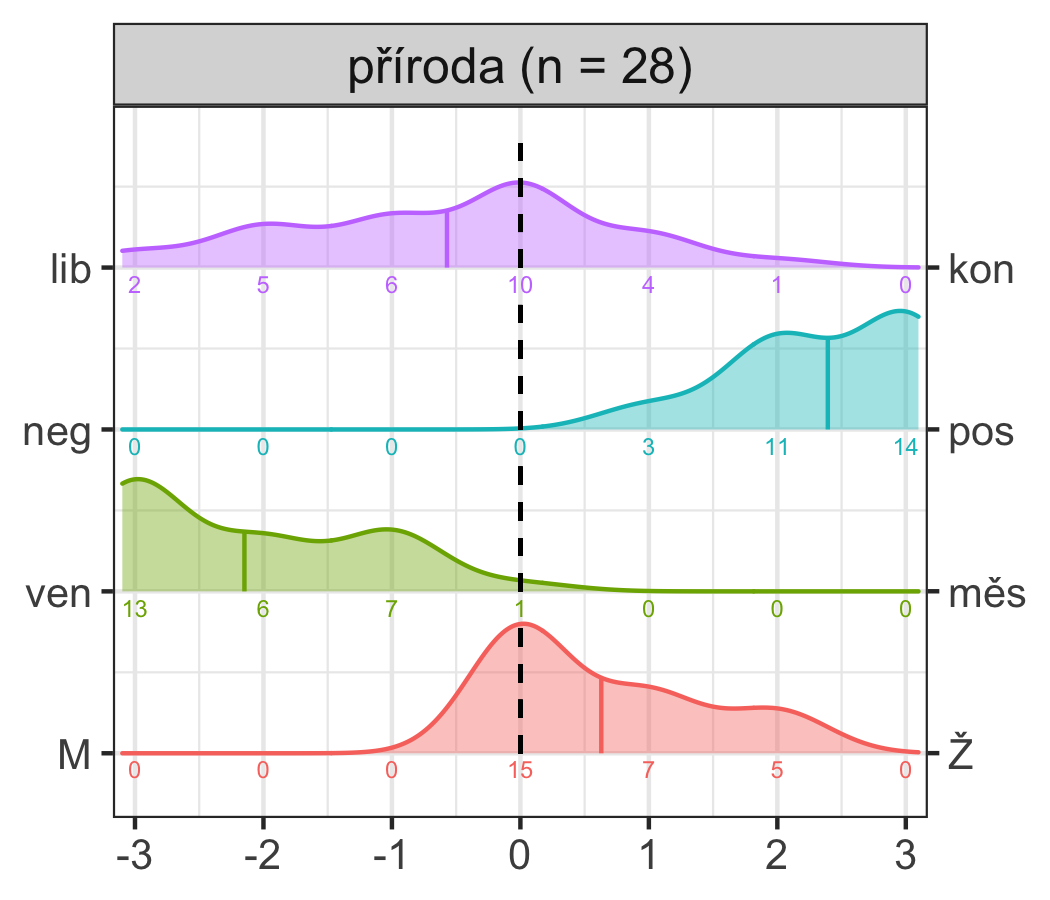 příroda (n = 28)
lib kon
2 5 6 10 4 1 0
neg pos
0 0 0 0 3 11 14
ven měs
13 6 7 1 0 0 0
M Ž
0 0 0 15 7 5 0
-3 -2 -1 0 1 2 3